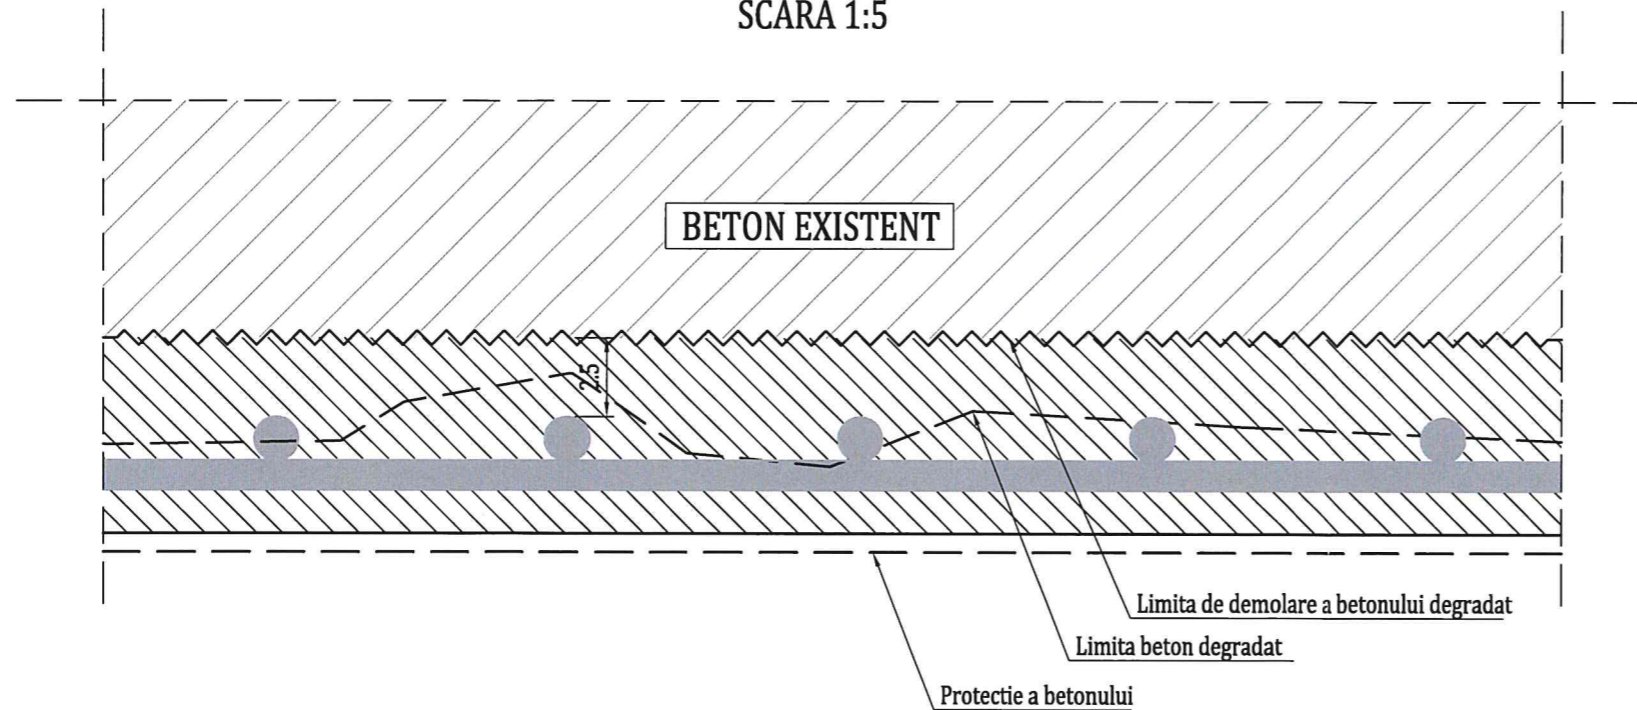 SCARA 1:5
BETON EXISTENT
2.5
Limita de demolare a betonului degradat
Limita beton degradat
Protectie a betonului